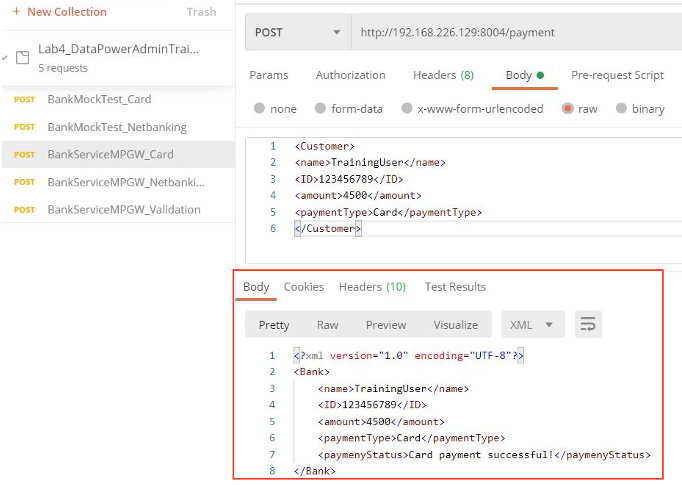 + New Collection Trash
Lab4_DataPowerAdminTrai...
5 requests
POST BankMockTest_Card
POST BankMockTest_Netbanking
POST BankServiceMPGW_Card
POST BankServiceMPGW_Netbanki...
POST BankServiceMPGW_Validation
POST http://192.168.226.129:8004/payment
Params Authorization Headers (8) Body Pre-request Script
none form-data x-www-form-urlencoded raw binary
1 <Customer>
2 <name>TrainingUser</name>
3 <ID>123456789</ID>
4 <amount>4500</amount>
5 <paymentType>Card</paymentType>
6 </Customer>
Body Cookies Headers (10) Test Results
Pretty Raw Preview Visualize XML
1 <?xml version="1.0" encoding="UTF-8"?>
2 <Bank>
3 <name>TrainingUser</name>
4 <ID>123456789</ID>
5 <amount>4500</amount>
6 <paymentType>Card</paymentType>
7 <paymenyStatus>Card payment successful!</paymenyStatus>
8 </Bank>